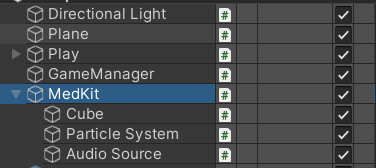 Directional Light
Plane
Play
GameManager
MedKit
Cube
Particle System
Audio Source